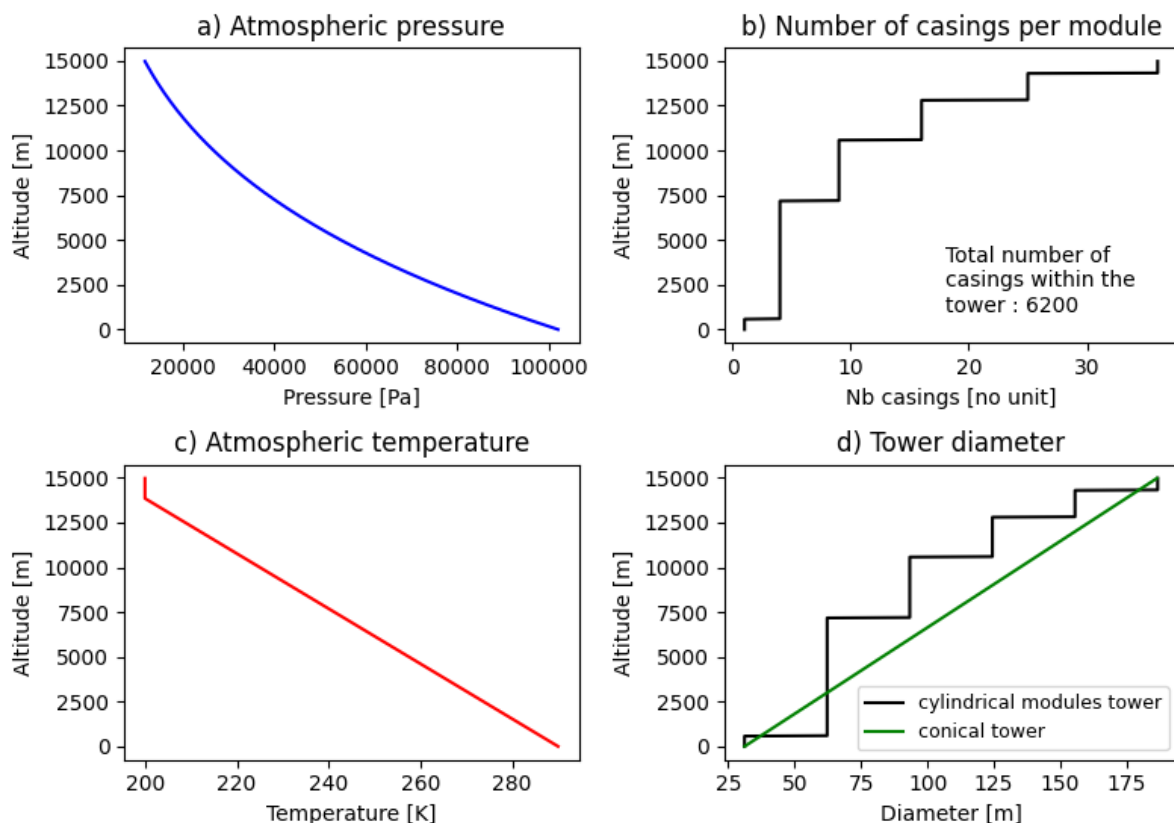 a) Atmospheric pressure
15000
12500
10000
7500
5000
2500
0
Altitude [m]
20000 40000 60000 80000 100000
Pressure [Pa]
b) Number of casings per module
15000
12500
10000
7500
5000
2500
0
Altitude [m]
Total number of
casings within the
tower : 6200
0 10 20 30
Nb casings [no unit]
c) Atmospheric temperature
15000
12500
10000
7500
5000
2500
0
Altitude [m]
200 220 240 260 280
Temperature [K]
d) Tower diameter
15000
12500
10000
7500
5000
2500
0
Altitude [m]
cylindrical modules tower
conical tower
25 50 75 100 125 150 175
Diameter [m]